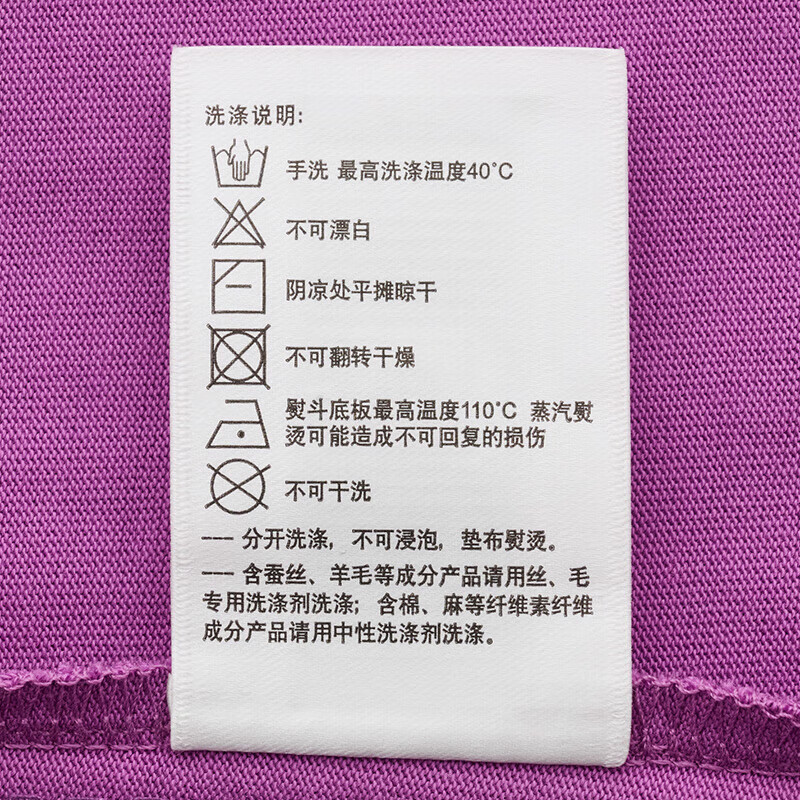 洗涤说明:
手洗 最高洗涤温度40°C
不可漂白
阴凉处平摊晾干
不可翻转干燥
熨斗底板最高温度110°C 蒸汽熨
烫可能造成不可回复的损伤
不可干洗
--- 分开洗涤，不可浸泡，垫布熨烫。
--- 含蚕丝、羊毛等成分产品请用丝、毛
专用洗涤剂洗涤；含棉、麻等纤维素纤维
成分产品请用中性洗涤剂洗涤。